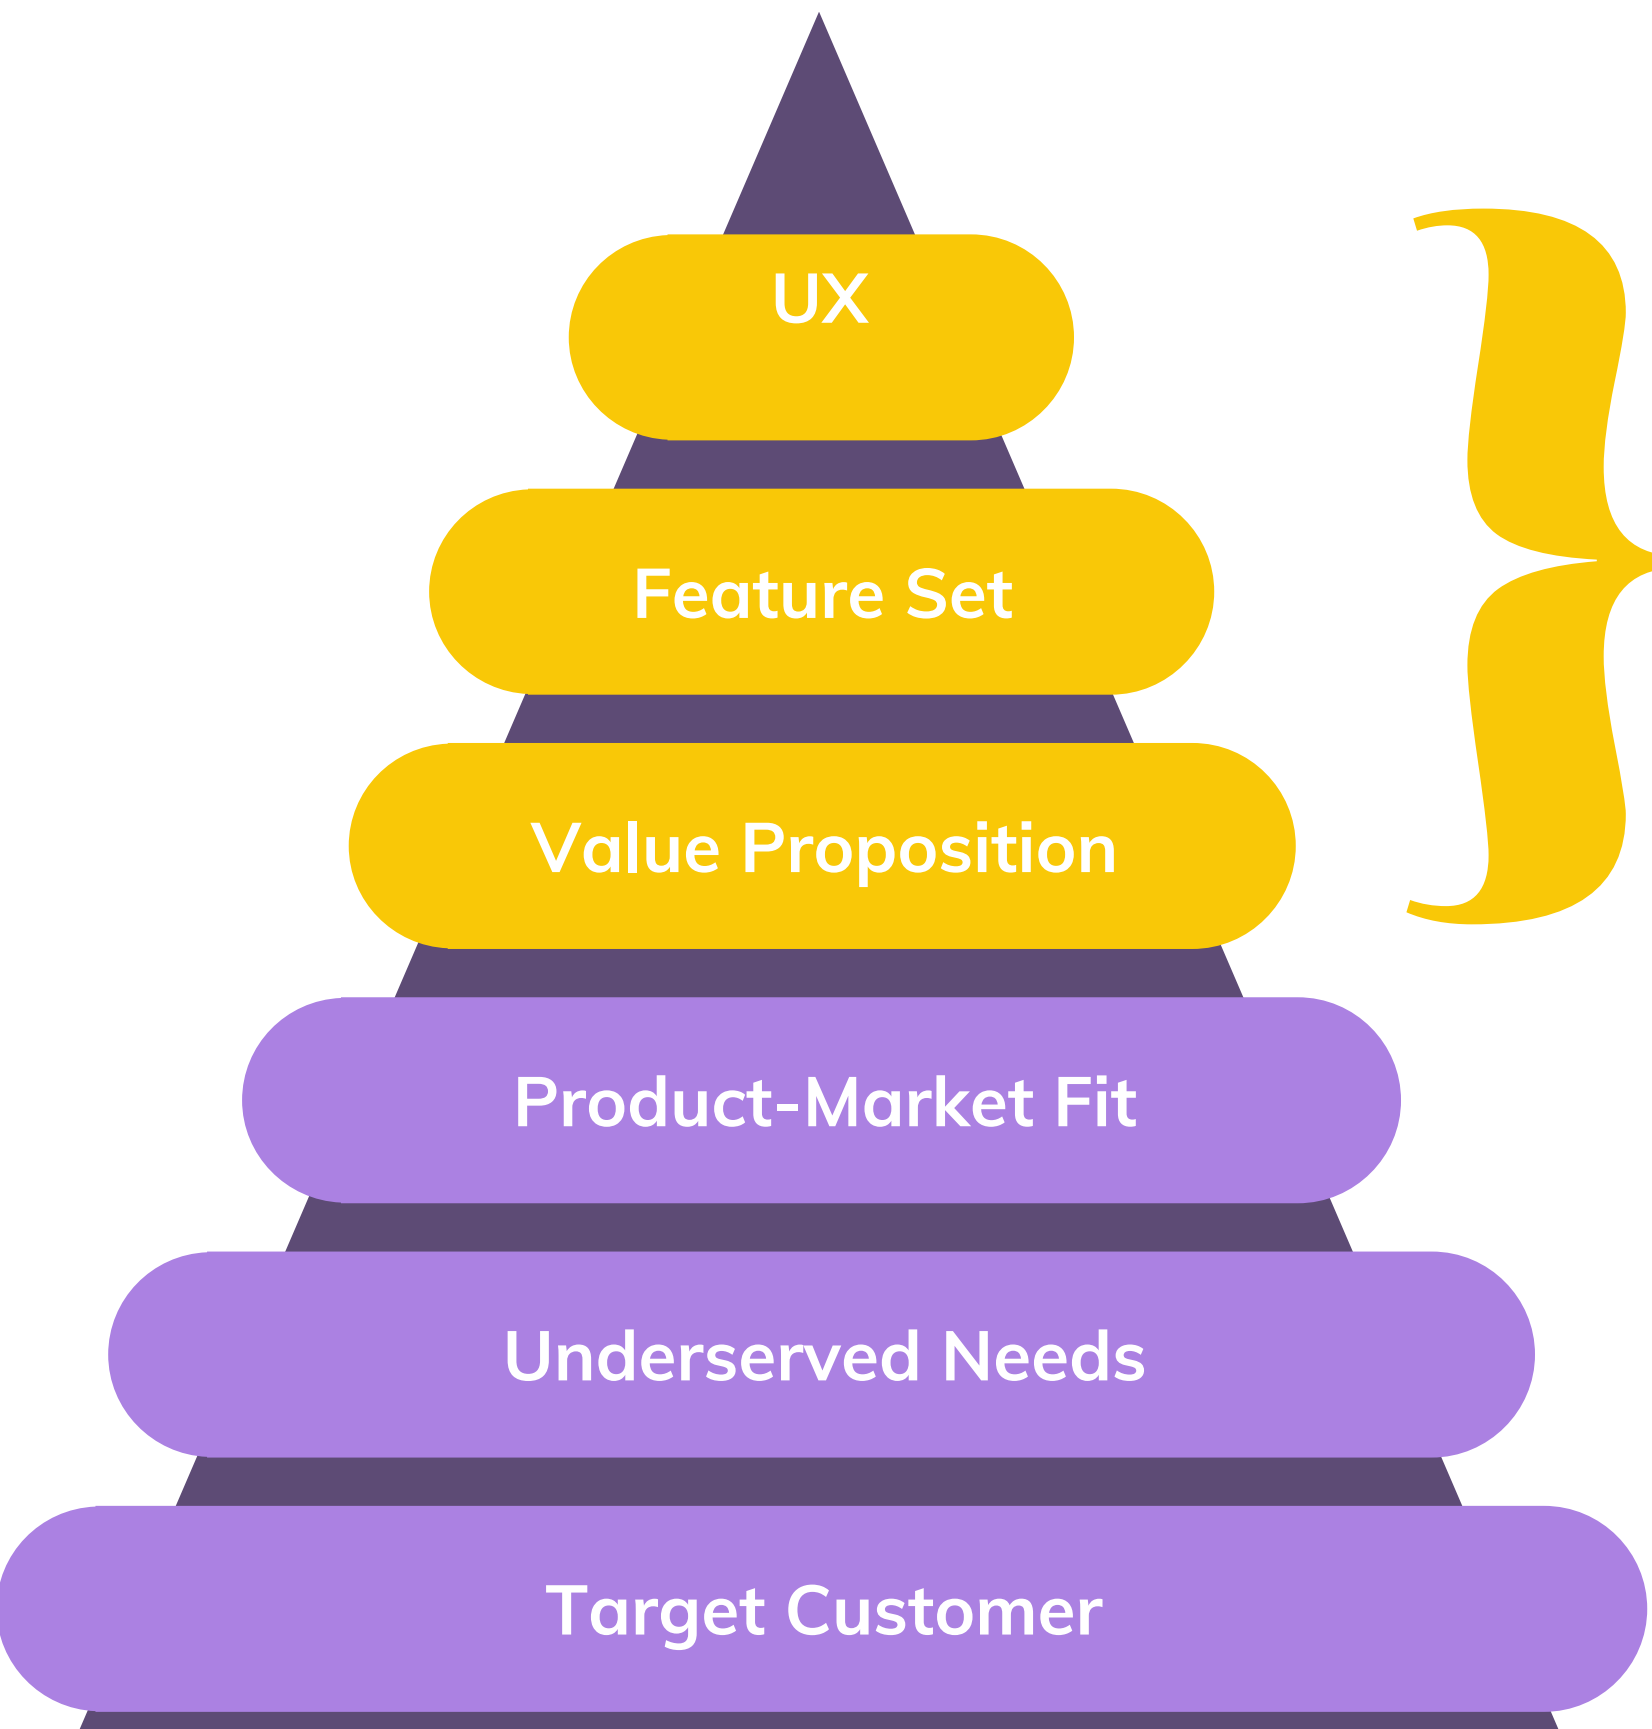 UX
Feature Set
Value Proposition
Product-Market Fit
Underserved Needs
Target Customer